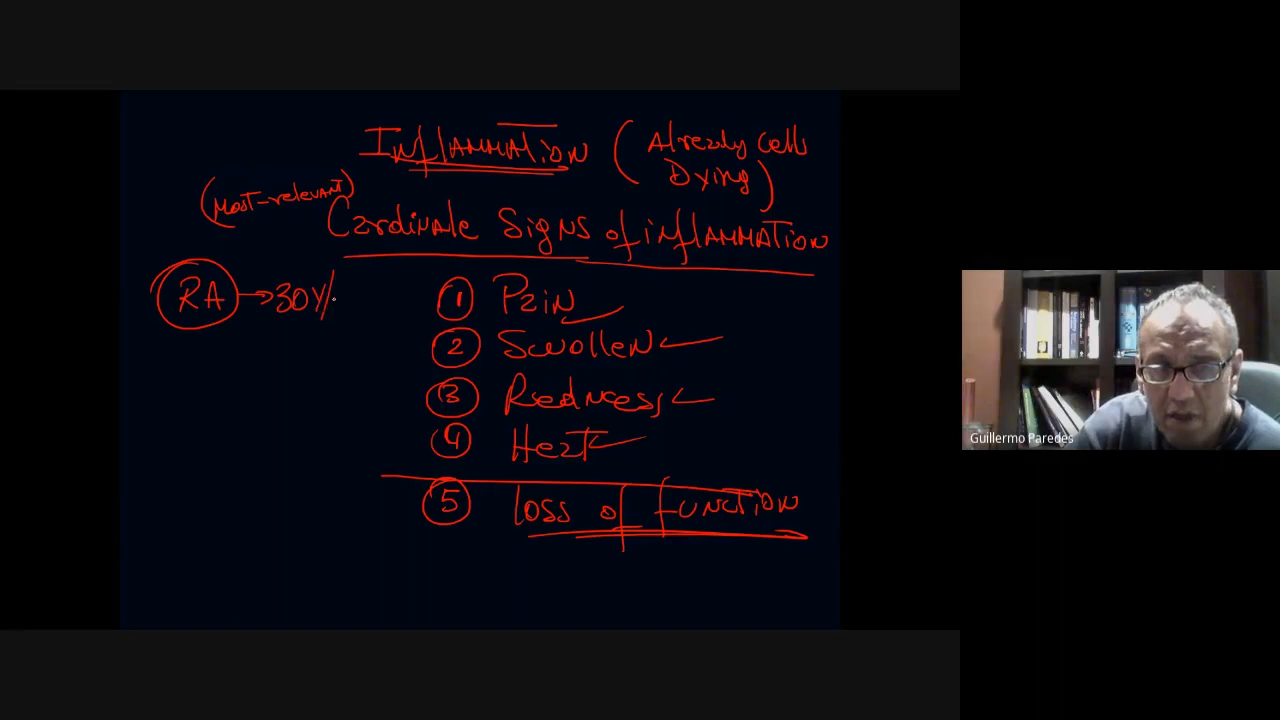 INflAMMATiON (Already cells
Dying)
(Most-relevant)
Cardinale Signs of inflAMMATiON
RA → 30 y/
1 Pain
2 Swollen
3 Redness
4 Heat
5 loss of function
Guillermo Paredes